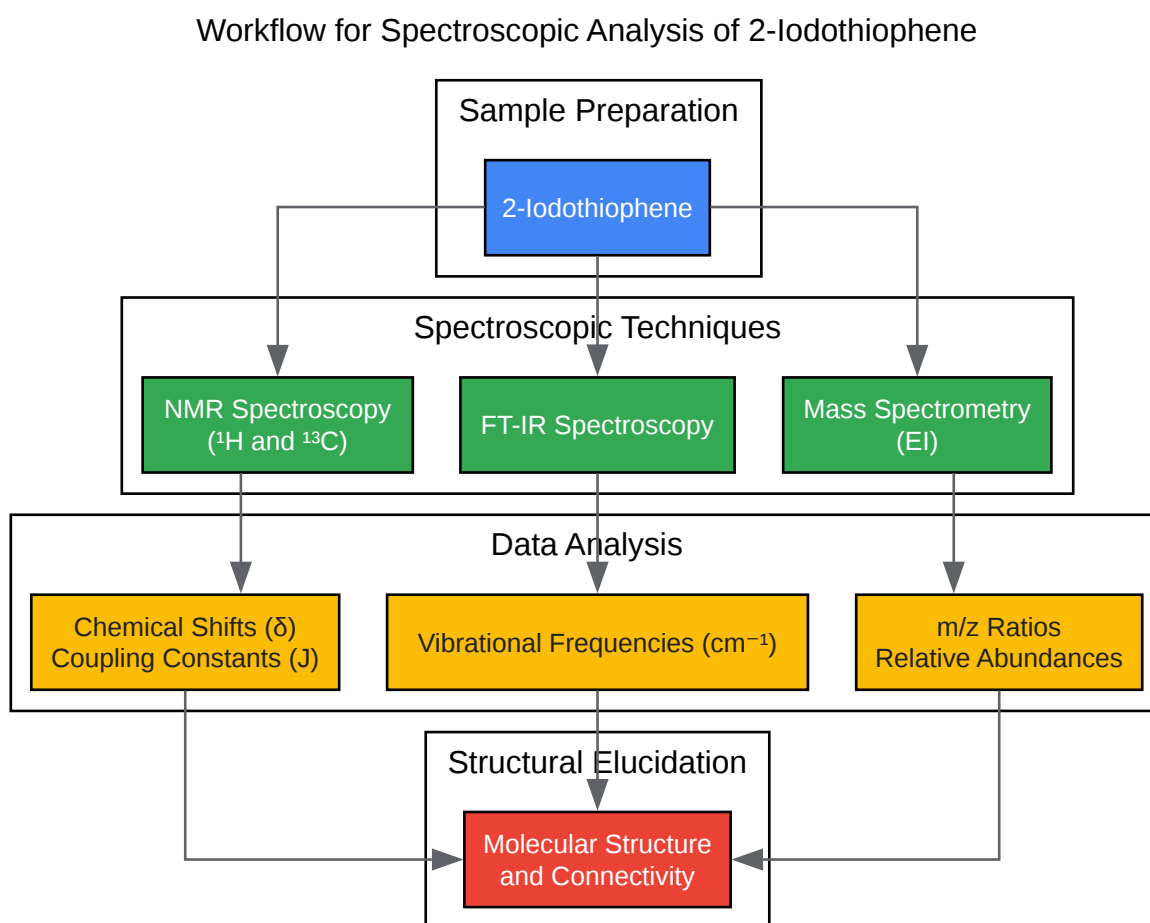 Workflow for Spectroscopic Analysis of 2-Iodothiophene
Sample Preparation
2-Iodothiophene
Spectroscopic Techniques
NMR Spectroscopy
(¹H and ¹³C)
FT-IR Spectroscopy
Mass Spectrometry
(EI)
Data Analysis
Chemical Shifts (δ)
Coupling Constants (J)
Vibrational Frequencies (cm⁻¹)
m/z Ratios
Relative Abundances
Structural Elucidation
Molecular Structure
and Connectivity